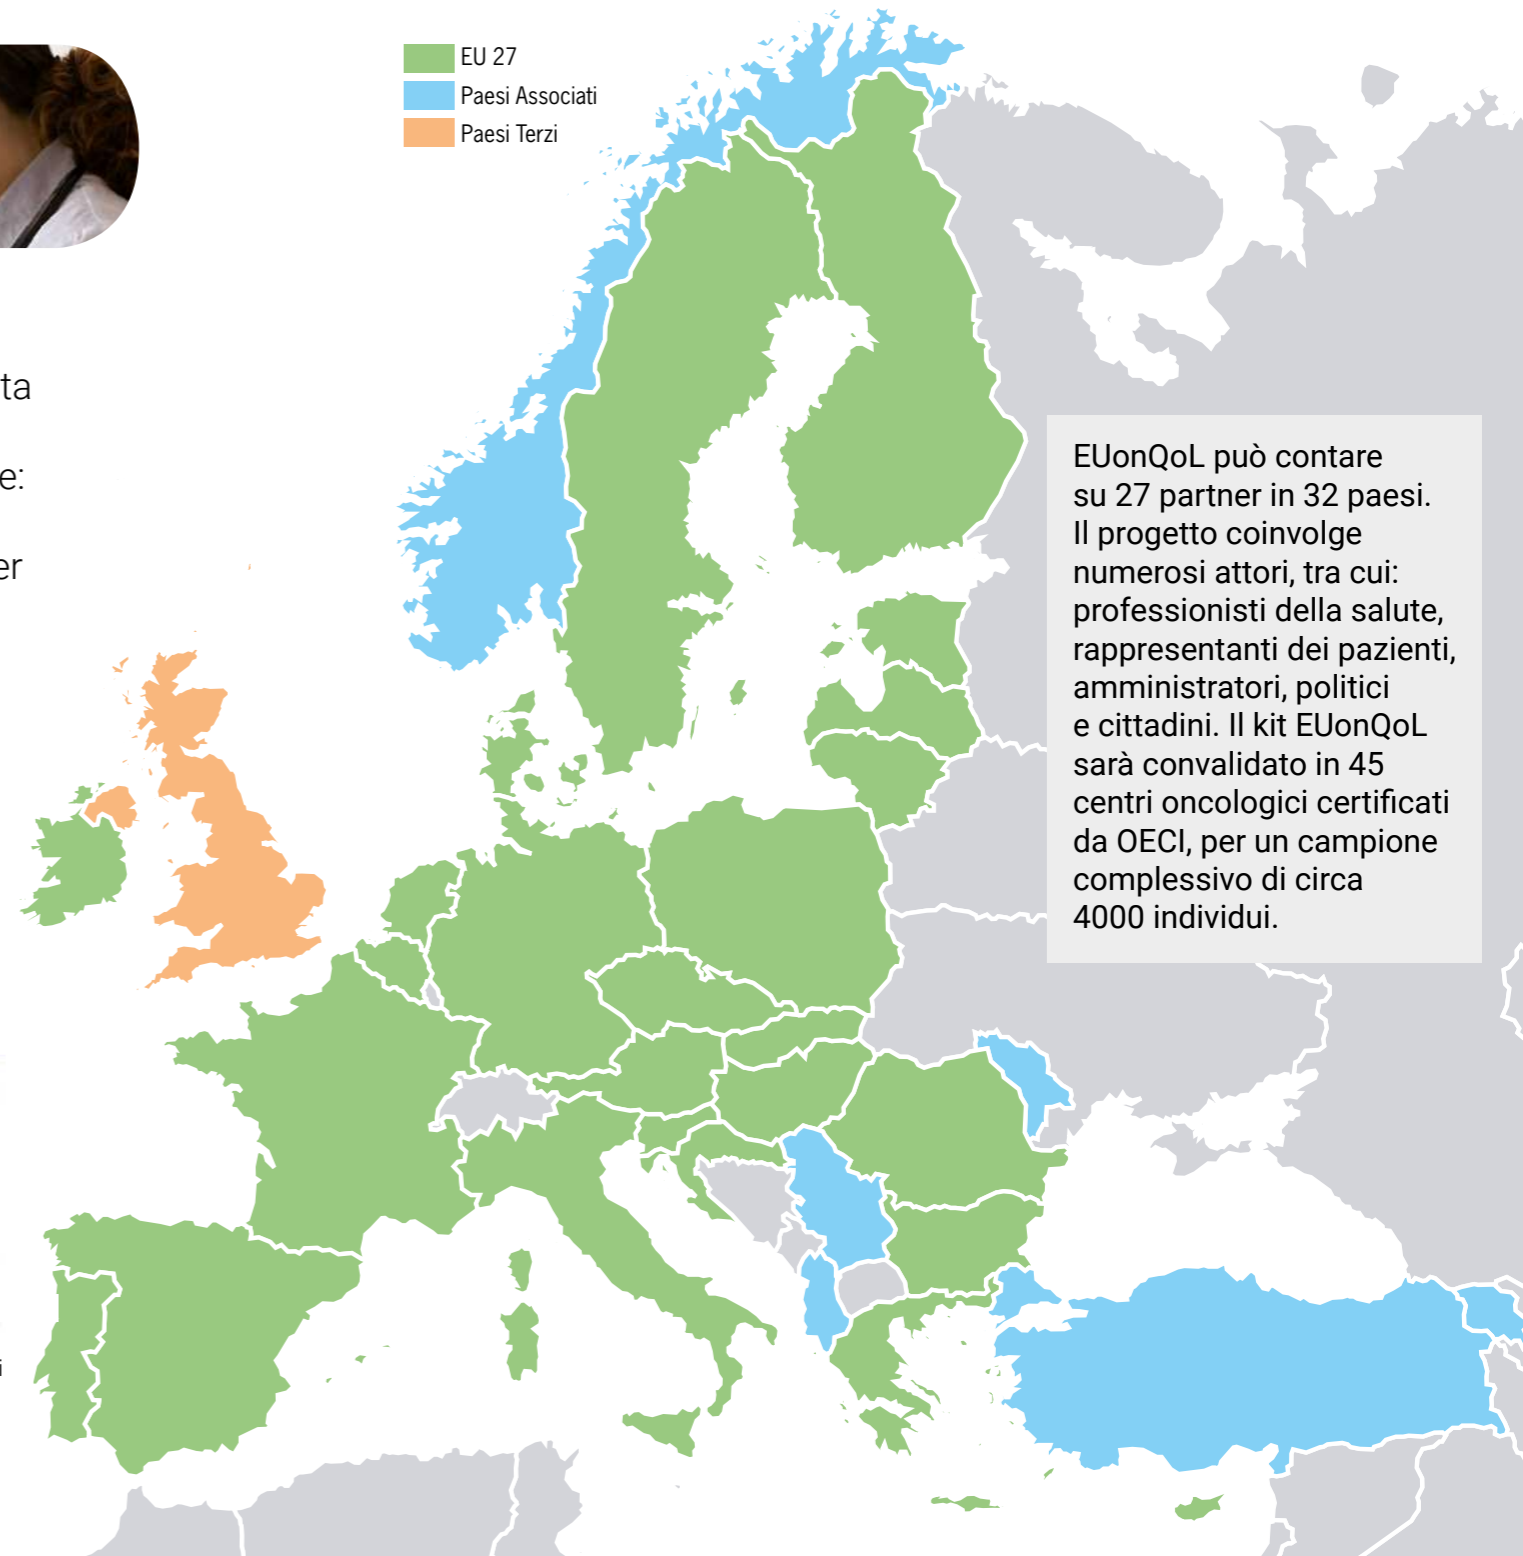 EU 27
Paesi Associati
Paesi Terzi
ta
e:
er
i
EUonQoL può contare
su 27 partner in 32 paesi.
Il progetto coinvolge
numerosi attori, tra cui:
professionisti della salute,
rappresentanti dei pazienti,
amministratori, politici
e cittadini. Il kit EUonQoL
sarà convalidato in 45
centri oncologici certificati
da OECI, per un campione
complessivo di circa
4000 individui.